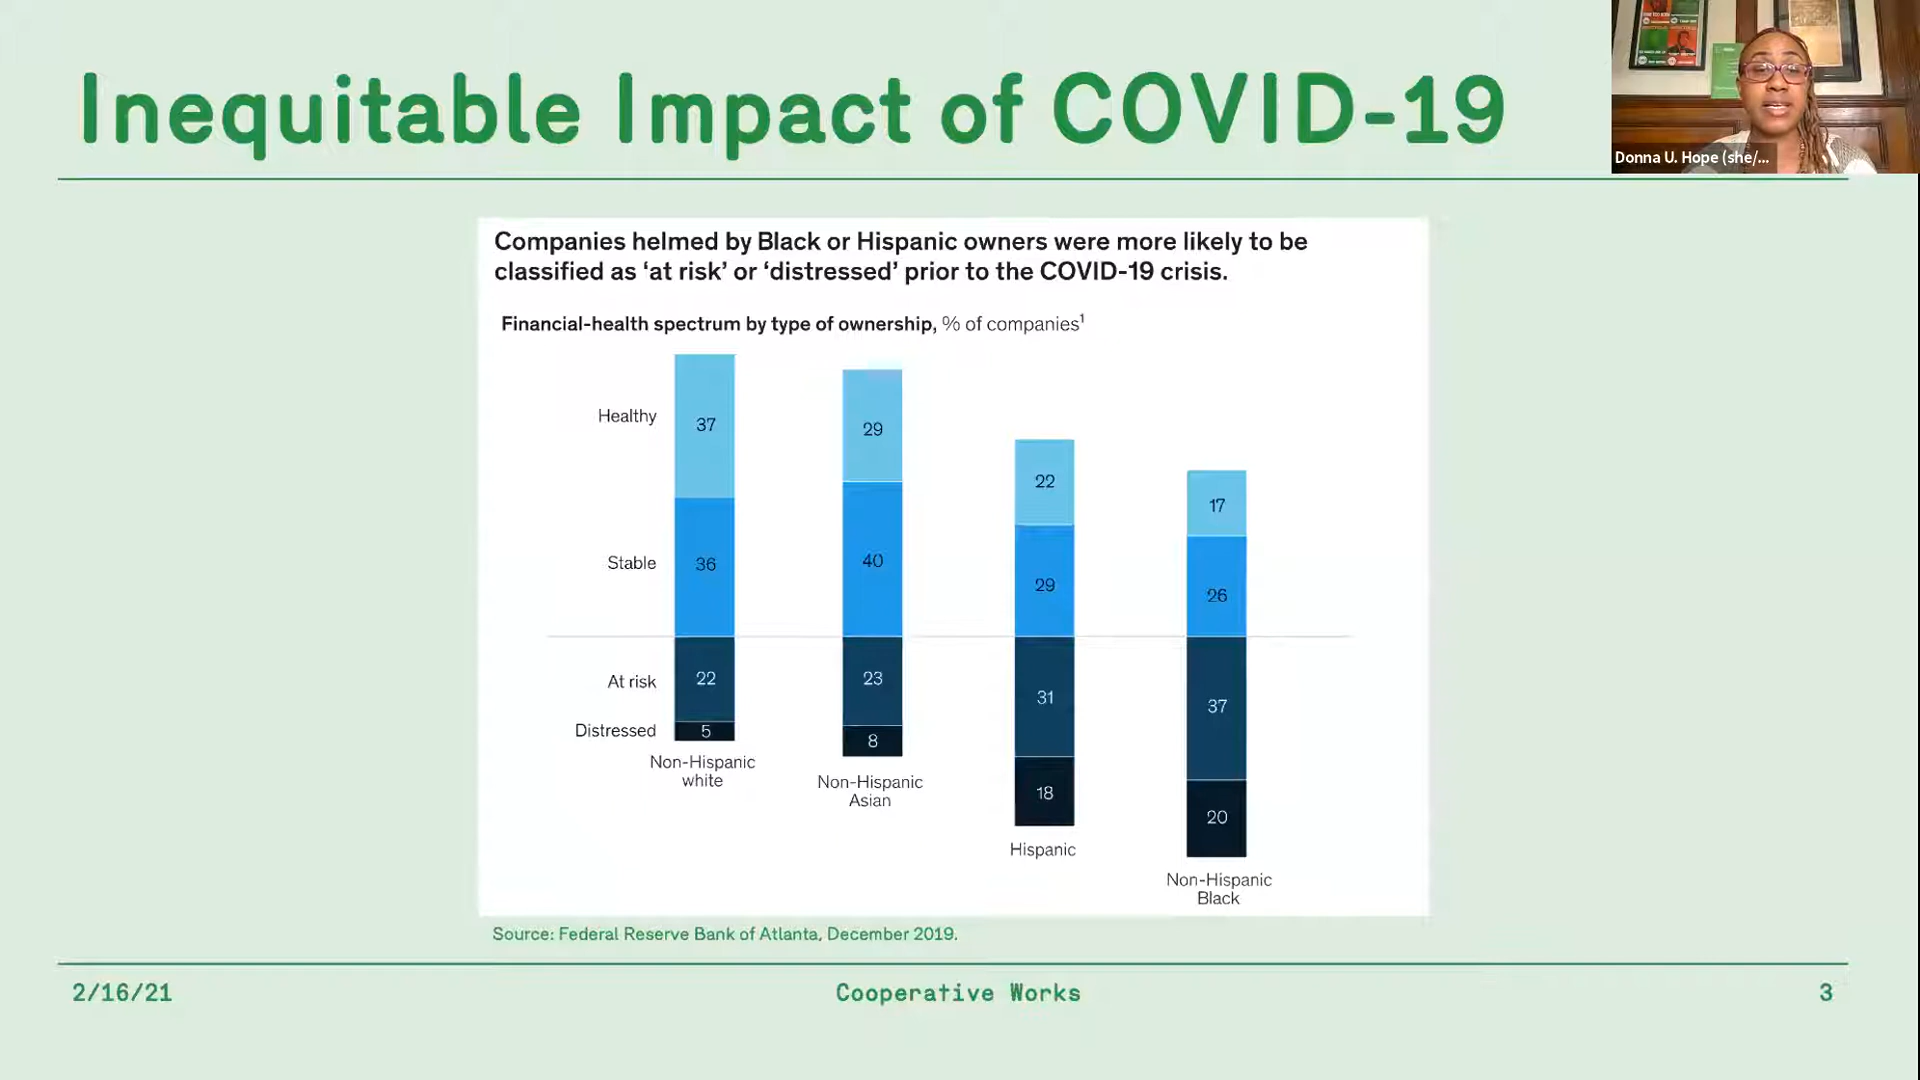 Inequitable Impact of COVID-19
Donna U. Hope (she/...
Companies helmed by Black or Hispanic owners were more likely to be
classified as ‘at risk’ or ‘distressed’ prior to the COVID-19 crisis.
Financial-health spectrum by type of ownership, % of companies¹
Healthy
37
29
22
17
Stable
36
40
29
26
At risk
22
23
31
37
Distressed
5
8
18
20
Non-Hispanic
white
Non-Hispanic
Asian
Hispanic
Non-Hispanic
Black
Source: Federal Reserve Bank of Atlanta, December 2019.
2/16/21
Cooperative Works
3